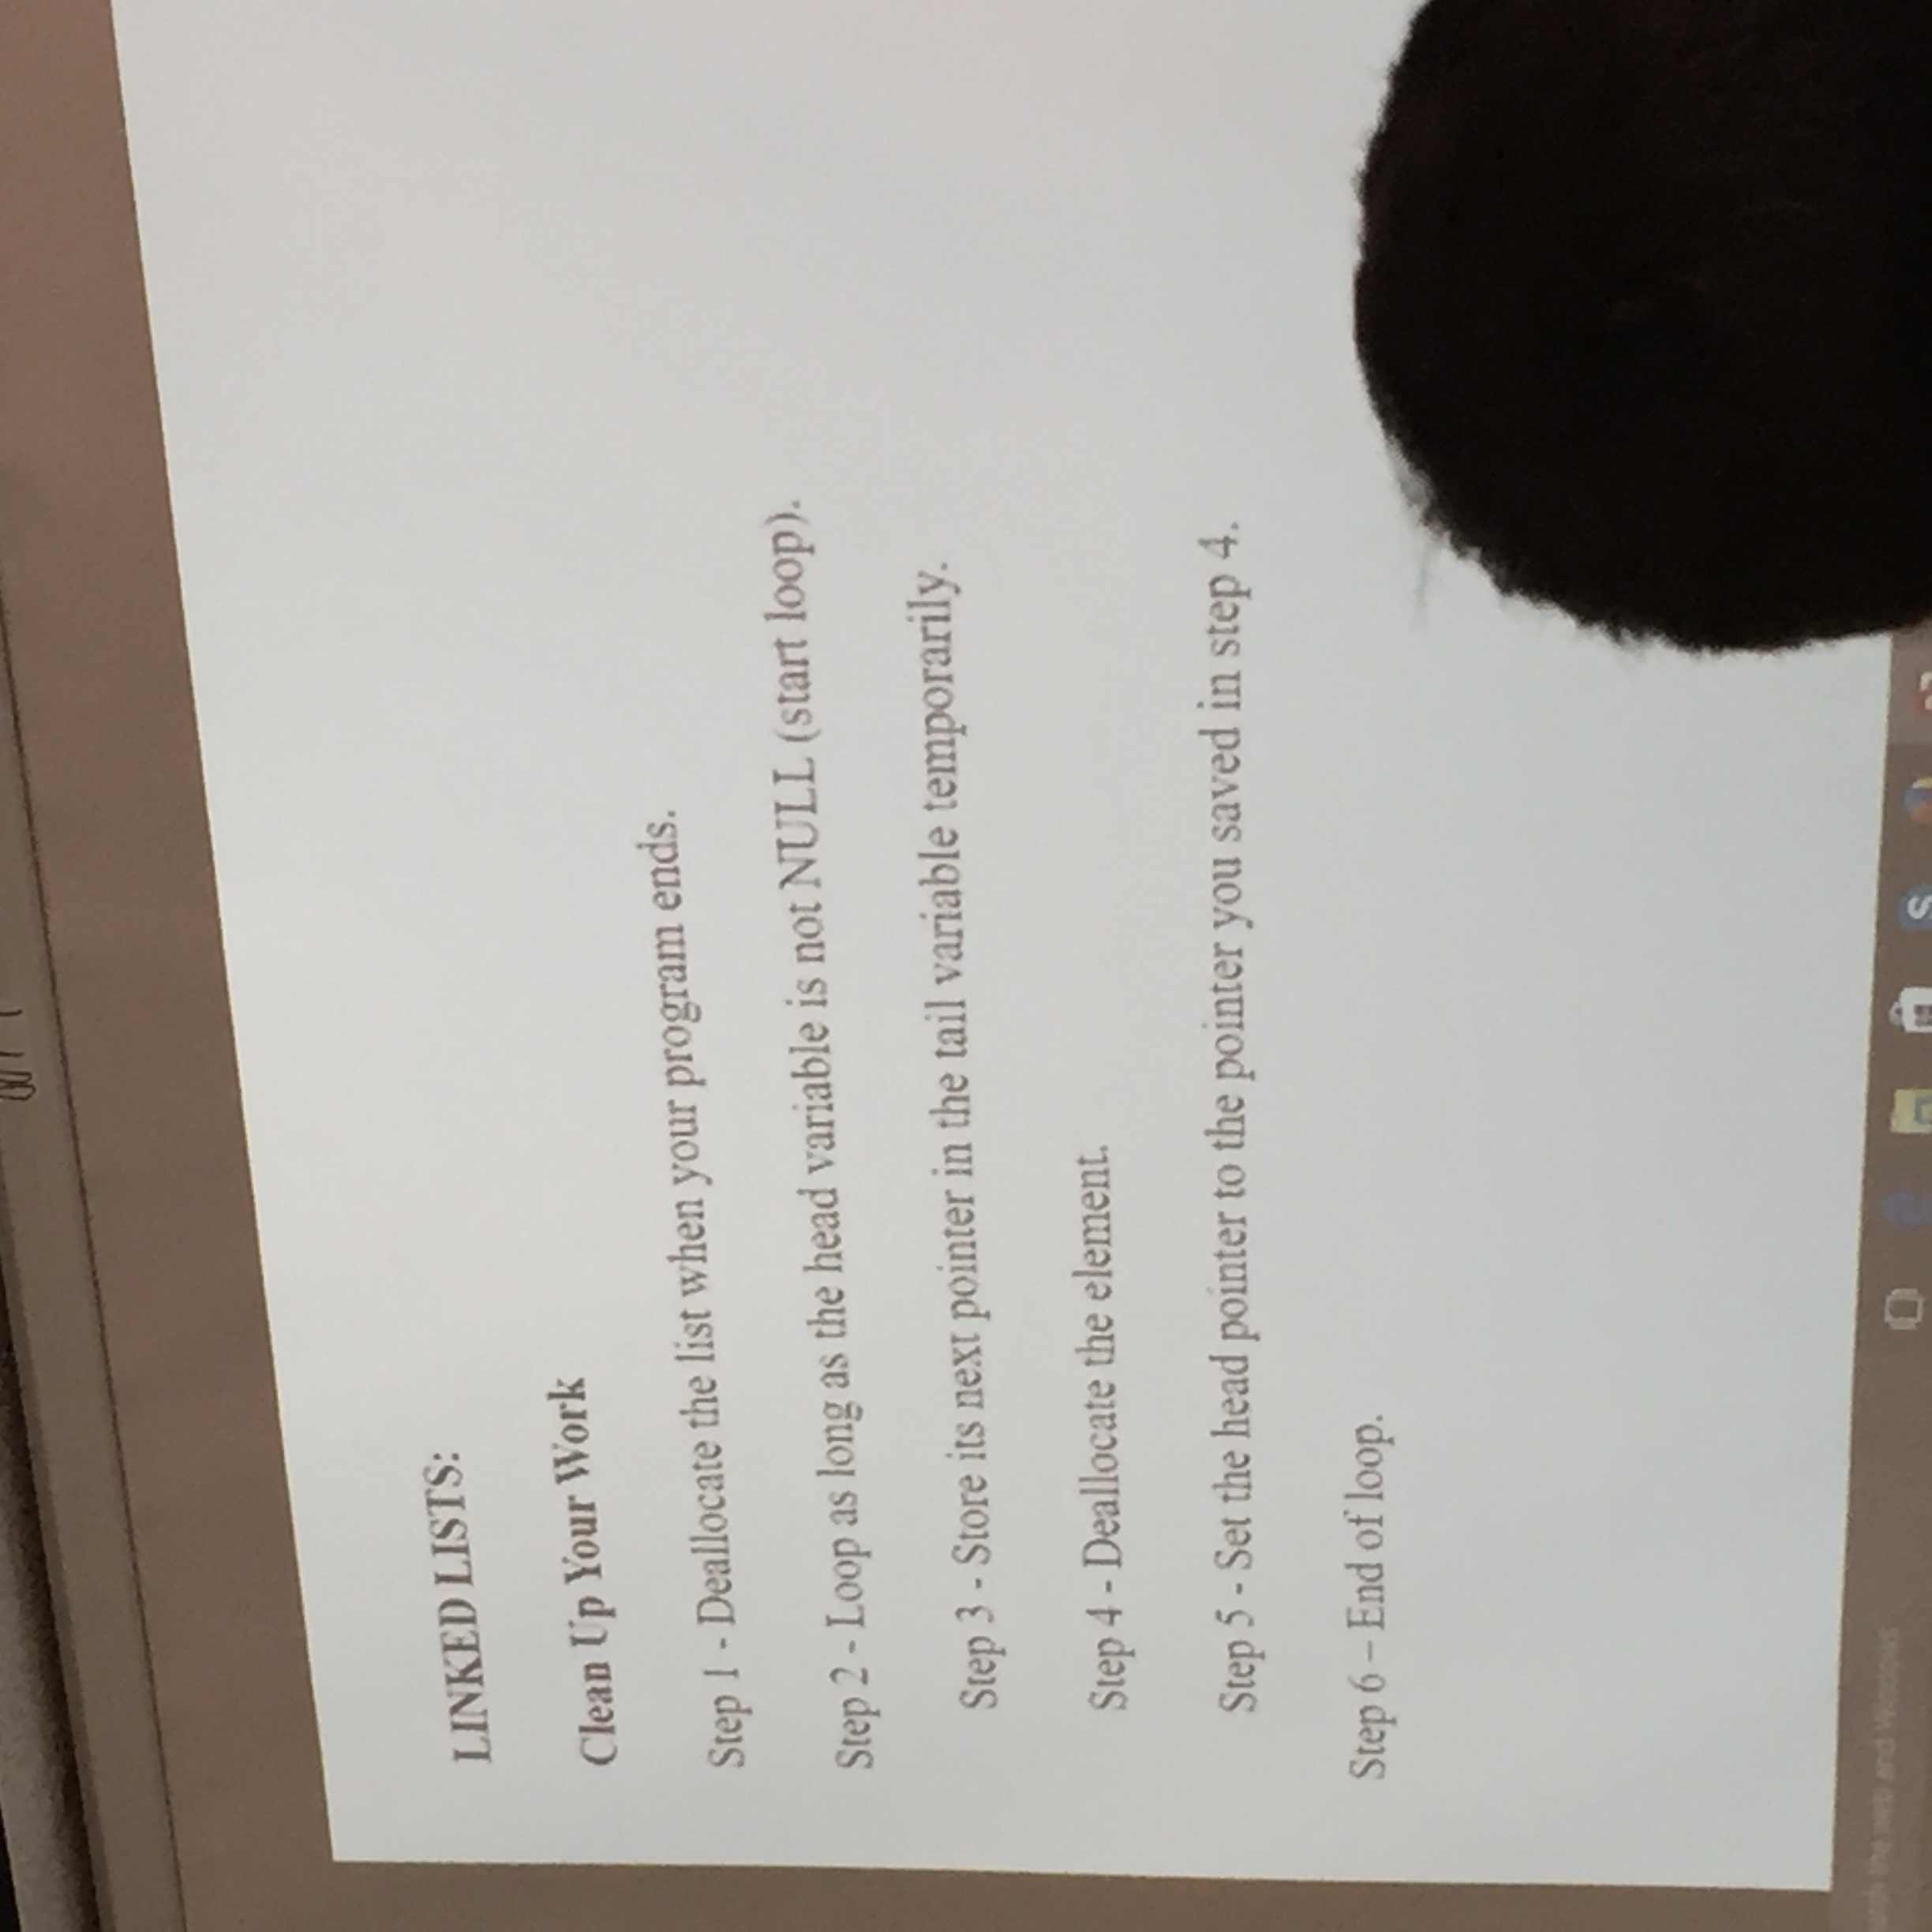 LINKED LISTS:
Clean Up Your Work
Step 1 - Deallocate the list when your program ends.
Step 2 - Loop as long as the head variable is not NULL (start loop).
Step 3 - Store its next pointer in the tail variable temporarily.
Step 4 - Deallocate the element.
Step 5 - Set the head pointer to the pointer you saved in step 4.
Step 6 – End of loop.
the web and Windows
S